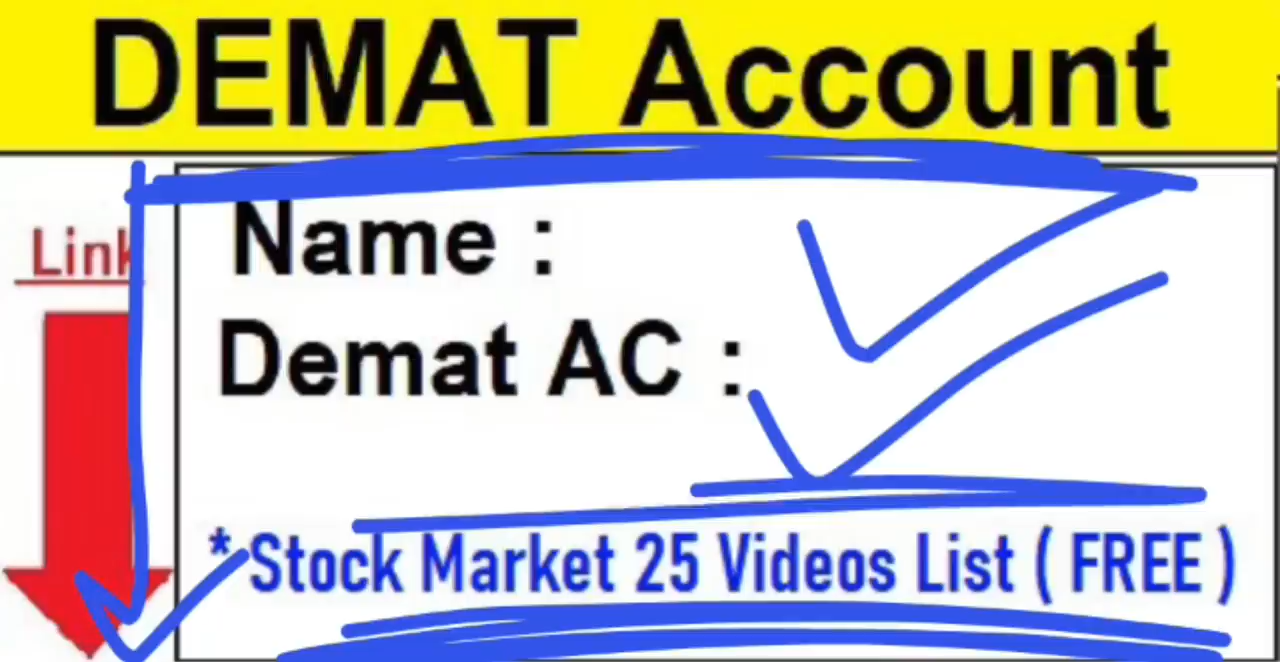 DEMAT Account
Link
Name :
Demat AC :
*Stock Market 25 Videos List ( FREE )